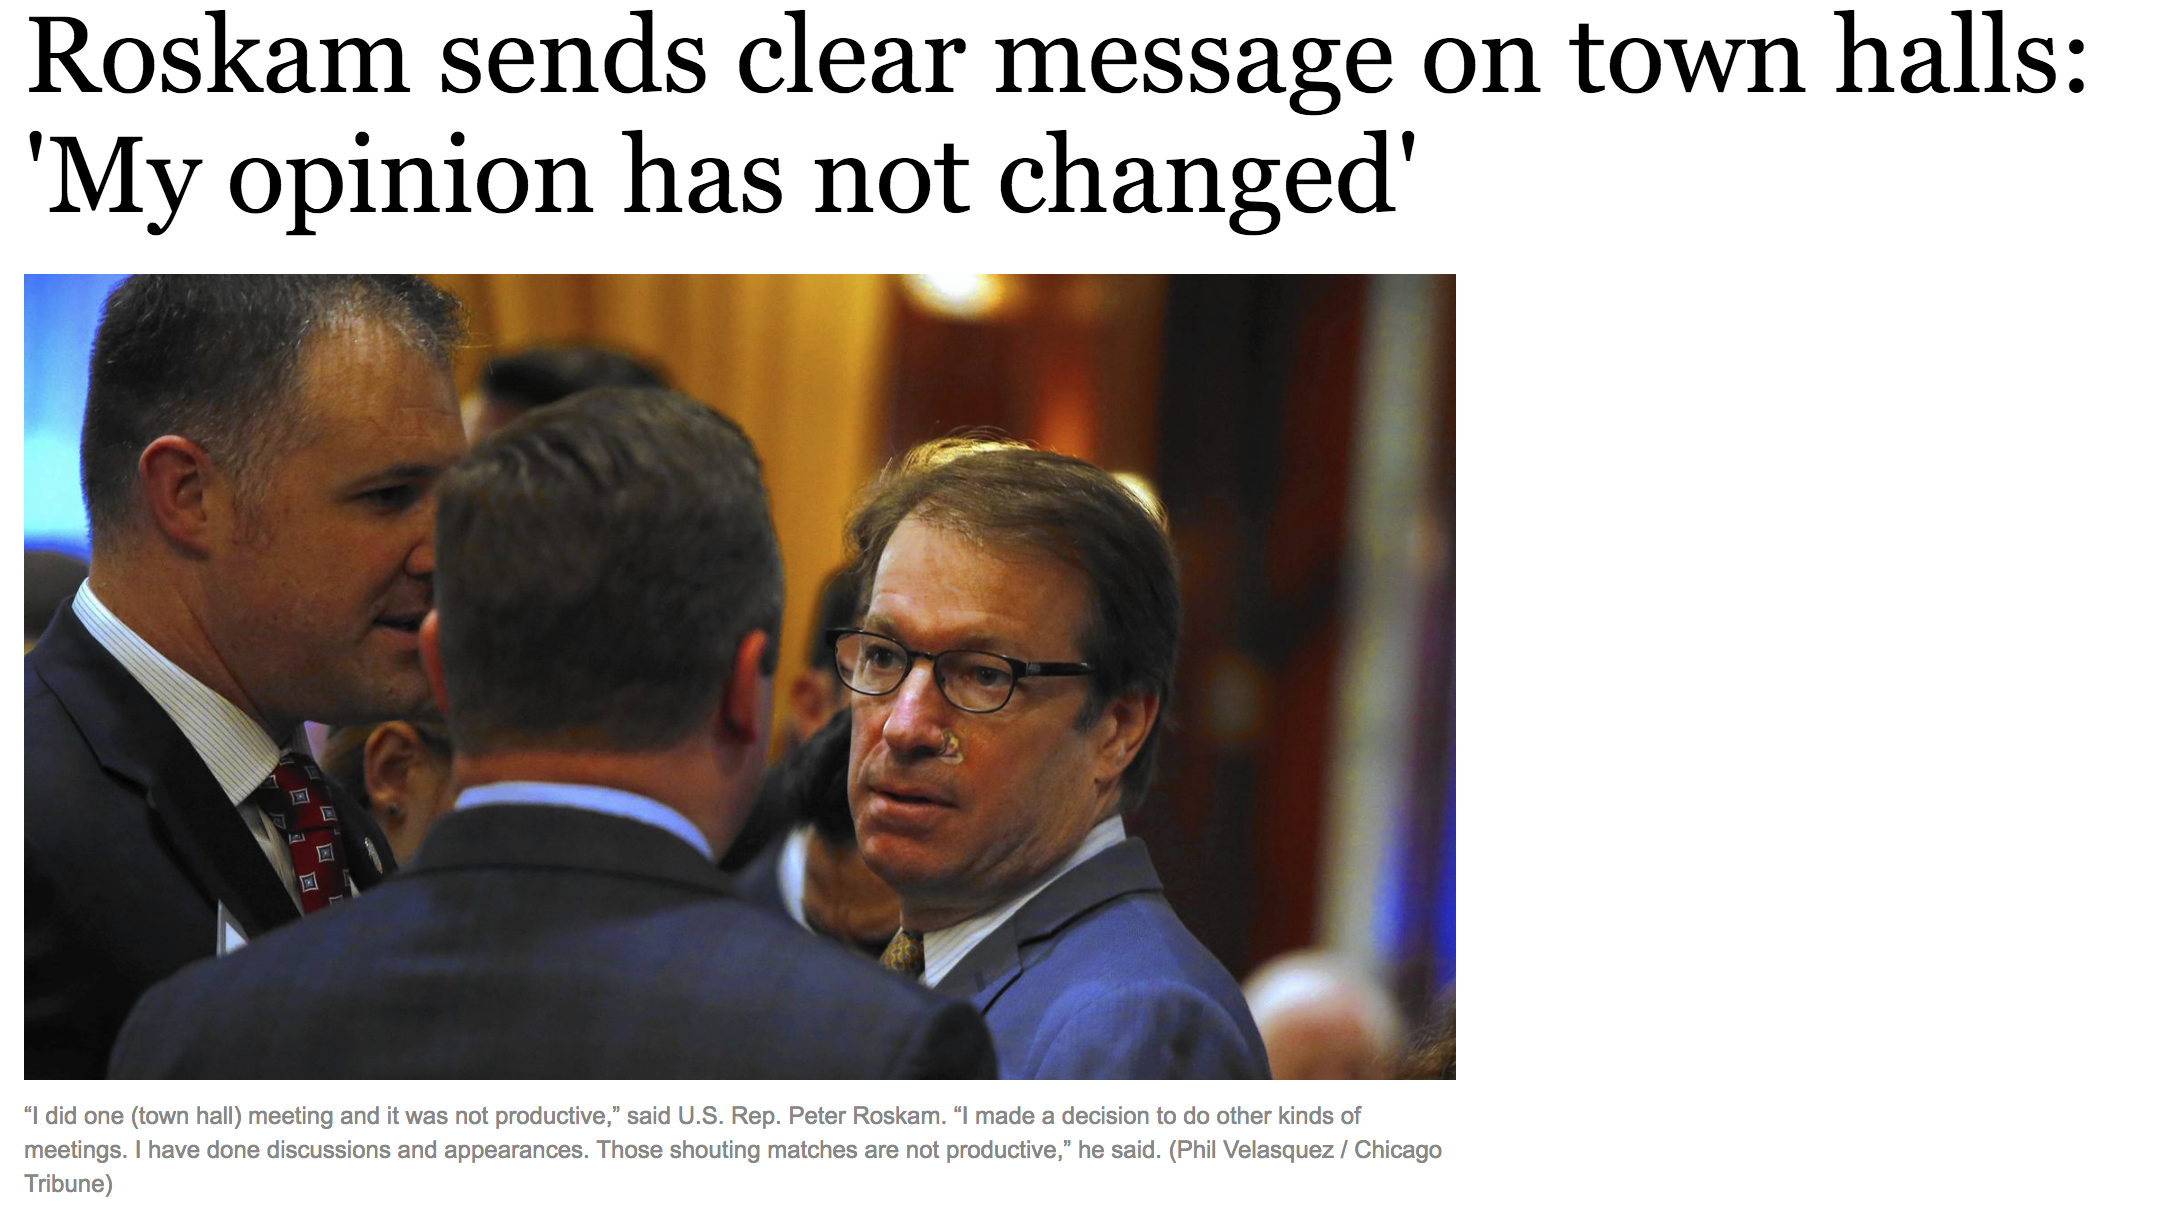 Roskam sends clear message on town halls:
'My opinion has not changed'
“I did one (town hall) meeting and it was not productive,” said U.S. Rep. Peter Roskam. “I made a decision to do other kinds of
meetings. I have done discussions and appearances. Those shouting matches are not productive,” he said. (Phil Velasquez / Chicago
Tribune)